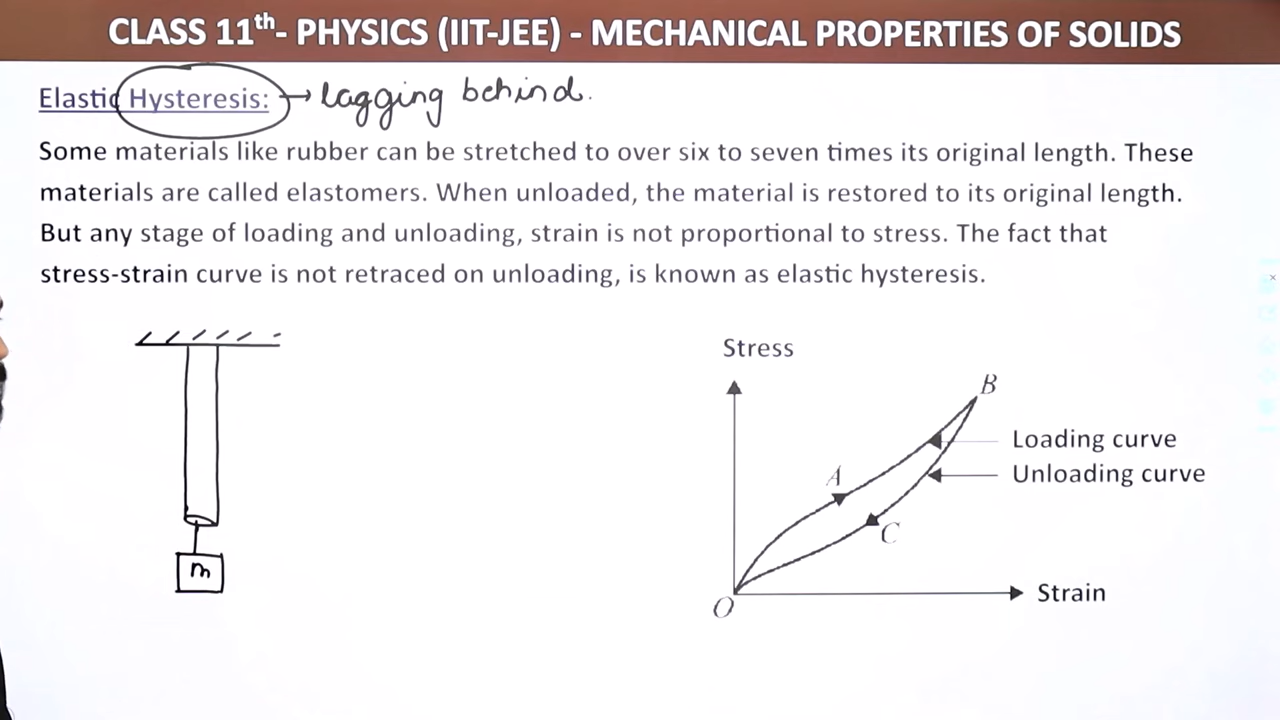 CLASS 11th- PHYSICS (IIT-JEE) - MECHANICAL PROPERTIES OF SOLIDS
Elastic Hysteresis: → lagging behind.
Some materials like rubber can be stretched to over six to seven times its original length. These
materials are called elastomers. When unloaded, the material is restored to its original length.
But any stage of loading and unloading, strain is not proportional to stress. The fact that
stress-strain curve is not retraced on unloading, is known as elastic hysteresis.
m
Stress
B
Loading curve
A
Unloading curve
C
Strain
O